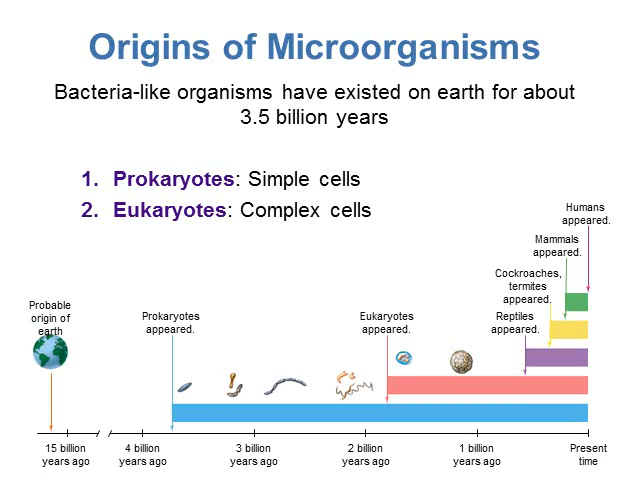 Origins of Microorganisms
Bacteria-like organisms have existed on earth for about
3.5 billion years
1. Prokaryotes: Simple cells
2. Eukaryotes: Complex cells
Humans
appeared.
Mammals
appeared.
Cockroaches,
termites
appeared.
Probable
origin of
earth
Prokaryotes
appeared.
Eukaryotes
appeared.
Reptiles
appeared.
15 billion
years ago
4 billion
years ago
3 billion
years ago
2 billion
years ago
1 billion
years ago
Present
time